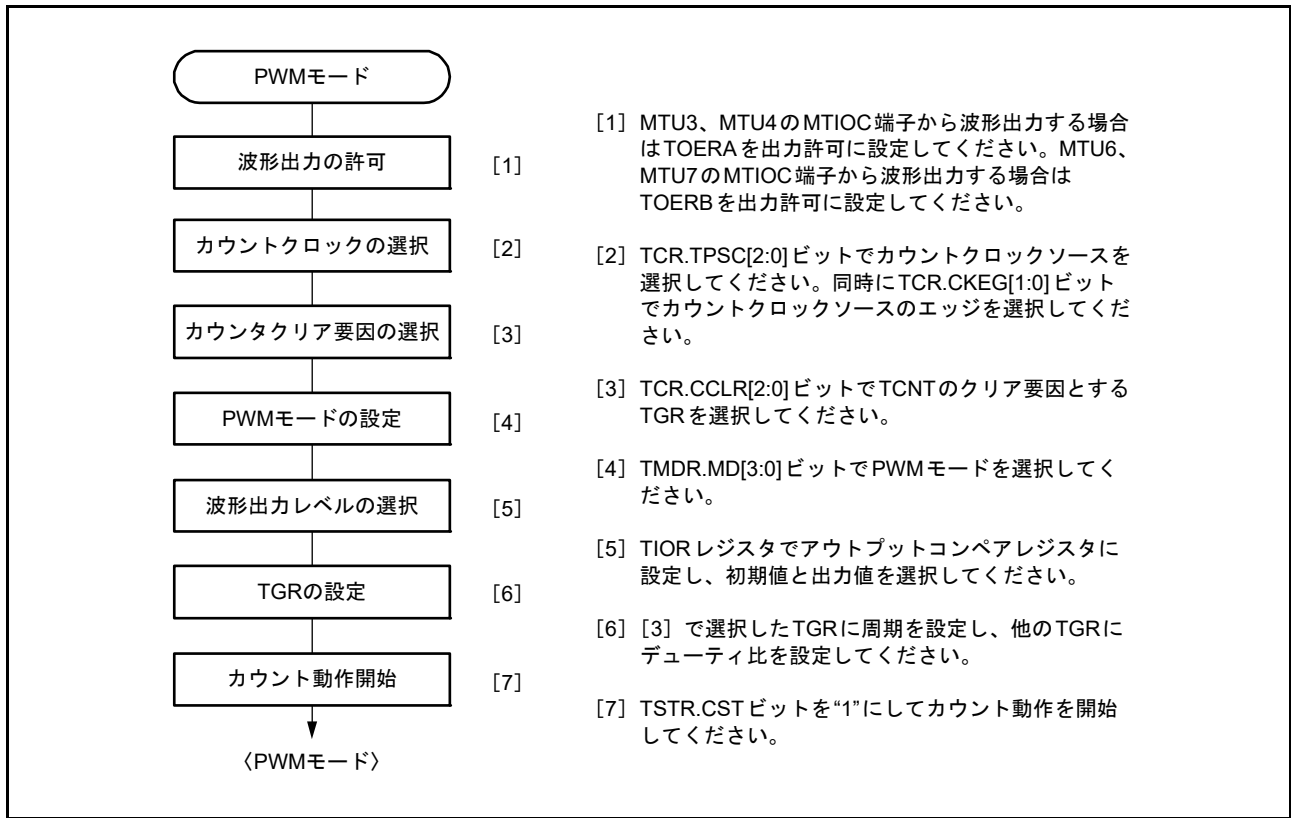 PWMモード
波形出力の許可
[1]
カウントクロックの選択
[2]
カウンタクリア要因の選択
[3]
PWMモードの設定
[4]
波形出力レベルの選択
[5]
TGRの設定
[6]
カウント動作開始
[7]
〈PWMモード〉
[1] MTU3、MTU4のMTIOC端子から波形出力する場合
はTOERAを出力許可に設定してください。MTU6、
MTU7のMTIOC端子から波形出力する場合は
TOERBを出力許可に設定してください。
[2] TCR.TPSC[2:0]ビットでカウントクロックソースを
選択してください。同時にTCR.CKEG[1:0]ビット
でカウントクロックソースのエッジを選択してくだ
さい。
[3] TCR.CCLR[2:0]ビットでTCNTのクリア要因とする
TGRを選択してください。
[4] TMDR.MD[3:0]ビットでPWMモードを選択してく
ださい。
[5] TIORレジスタでアウトプットコンペアレジスタに
設定し、初期値と出力値を選択してください。
[6] [3]で選択したTGRに周期を設定し、他のTGRに
デューティ比を設定してください。
[7] TSTR.CSTビットを“1”にしてカウント動作を開始
してください。